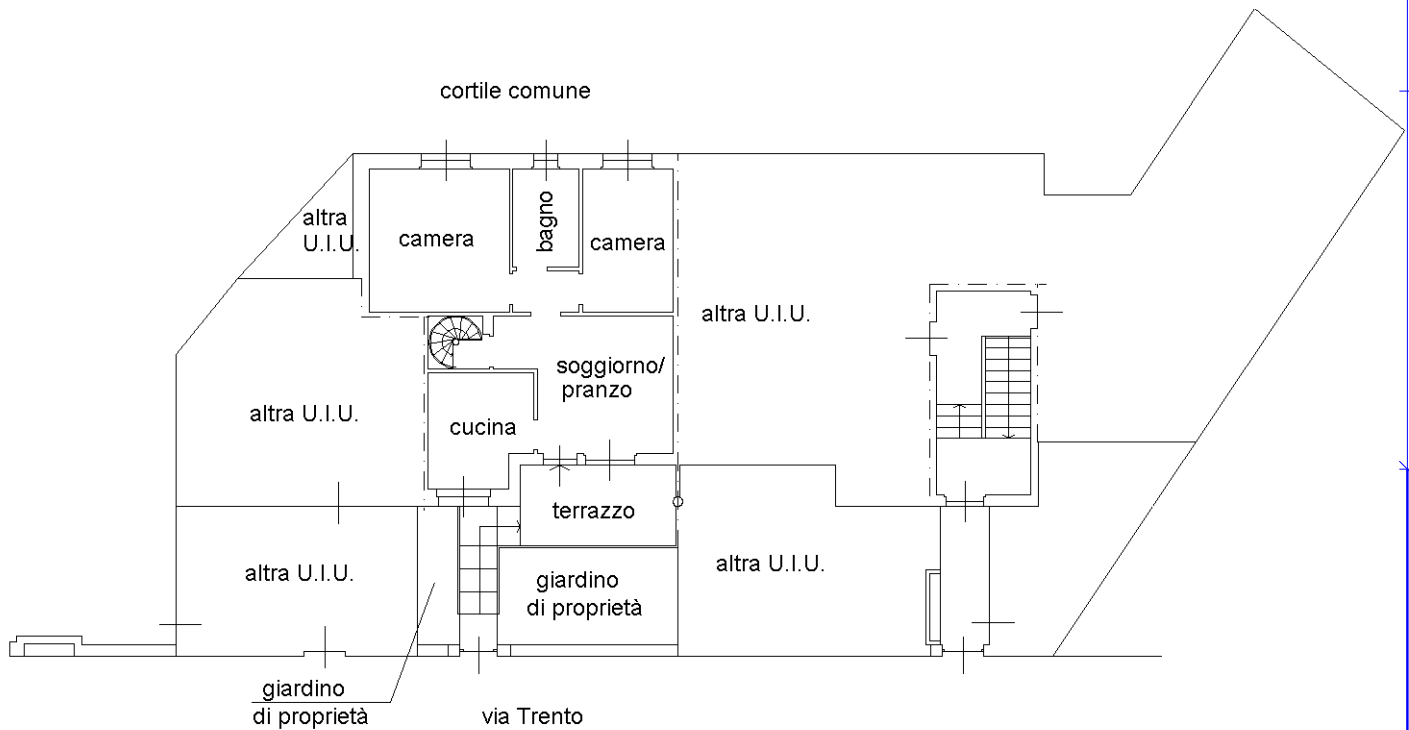 cortile comune
altra
U.I.U.
camera
bagno
camera
altra U.I.U.
soggiorno/
pranzo
altra U.I.U.
cucina
terrazzo
altra U.I.U.
giardino
di proprietà
altra U.I.U.
giardino
di proprietà
via Trento